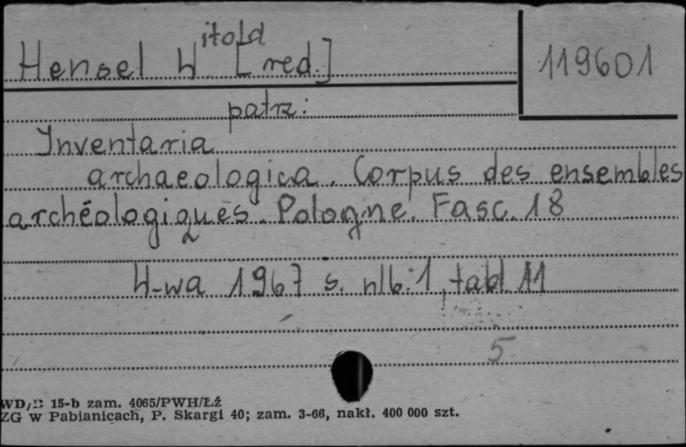 Hensel Witold [red.]
119601
patrz:
Inventaria
archaeologica. Corpus des ensembles
archéologiques. Pologne. Fasc. 18
W-wa 1967 s. nlb. 1, tabl. 11
5
WD/B 15-b zam. 4065/PWH/Łź
ZG w Pabianicach, P. Skargi 40; zam. 3-66, nakł. 400 000 szt.